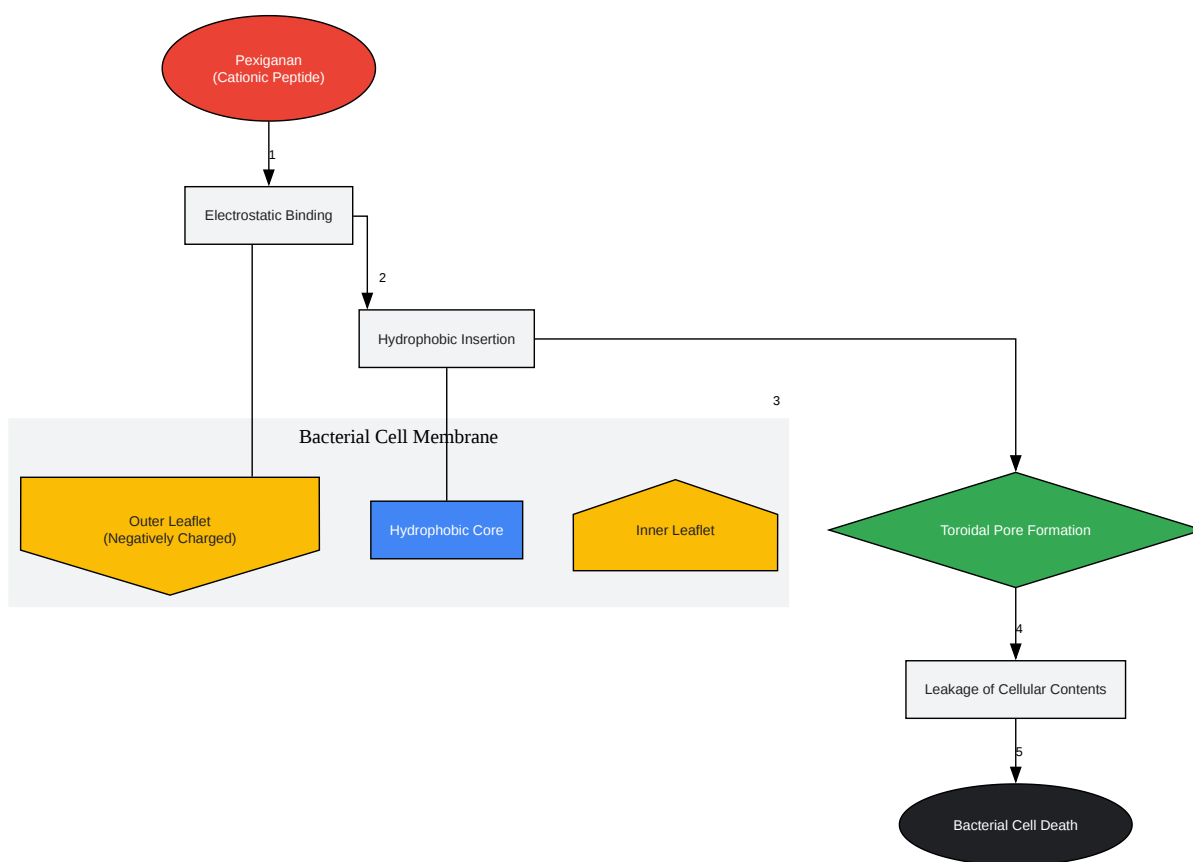 Pexiganan
(Cationic Peptide)
1
Electrostatic Binding
2
Hydrophobic Insertion
3
Bacterial Cell Membrane
Outer Leaflet
(Negatively Charged)
Hydrophobic Core
Inner Leaflet
Toroidal Pore Formation
4
Leakage of Cellular Contents
5
Bacterial Cell Death